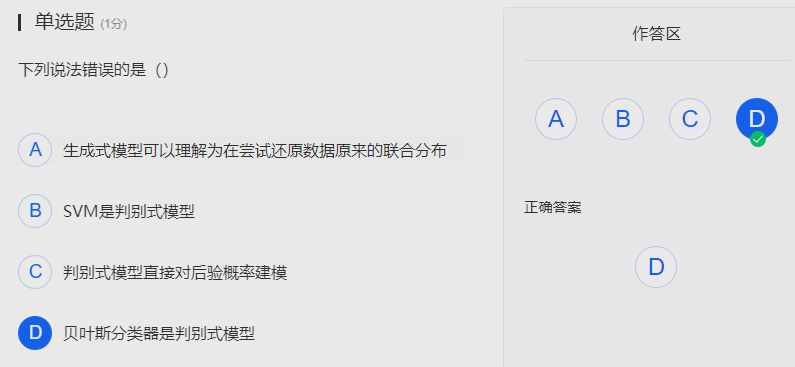 单选题 (1分)
下列说法错误的是（）
A 生成式模型可以理解为在尝试还原数据原来的联合分布
B SVM是判别式模型
C 判别式模型直接对后验概率建模
D 贝叶斯分类器是判别式模型
作答区
A B C D
正确答案
D